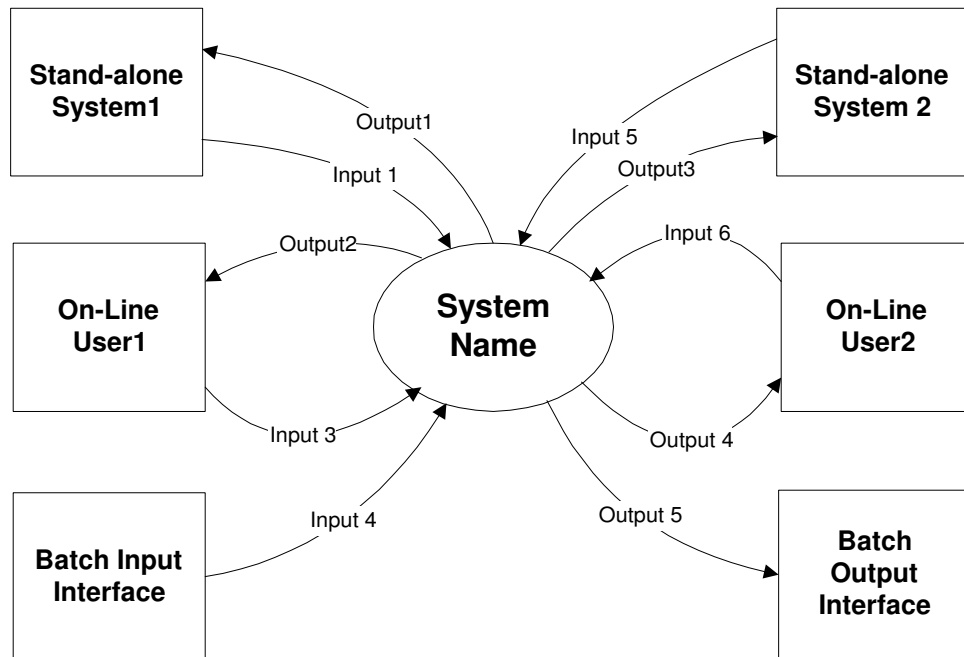 Stand-alone
System1
Output1
Input 1
Stand-alone
System 2
Input 5
Output3
On-Line
User1
Output2
Input 3
System
Name
Input 6
Output 4
On-Line
User2
Batch Input
Interface
Input 4
Output 5
Batch
Output
Interface